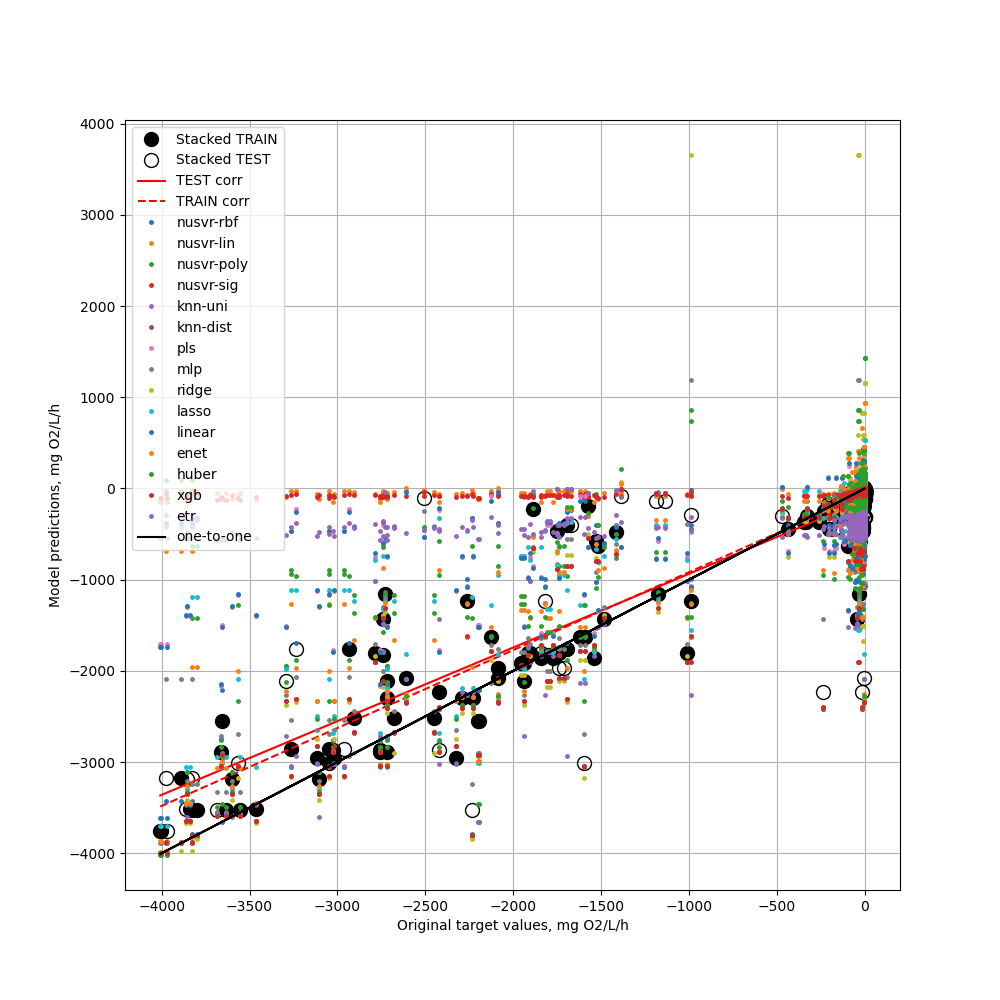 4000
3000
2000
1000
0
−1000
−2000
−3000
−4000
Model predictions, mg O2/L/h
Stacked TRAIN
Stacked TEST
TEST corr
TRAIN corr
nusvr-rbf
nusvr-lin
nusvr-poly
nusvr-sig
knn-uni
knn-dist
pls
mlp
ridge
lasso
linear
enet
huber
xgb
etr
one-to-one
−4000 −3500 −3000 −2500 −2000 −1500 −1000 −500 0
Original target values, mg O2/L/h